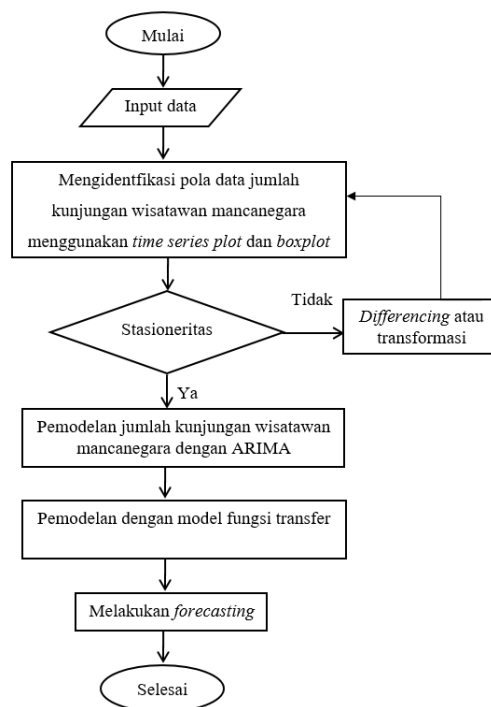 Mulai
Input data
Mengidentfikasi pola data jumlah
kunjungan wisatawan mancanegara
menggunakan time series plot dan boxplot
Stasioneritas
Tidak
Differencing atau
transformasi
Ya
Pemodelan jumlah kunjungan wisatawan
mancanegara dengan ARIMA
Pemodelan dengan model fungsi transfer
Melakukan forecasting
Selesai